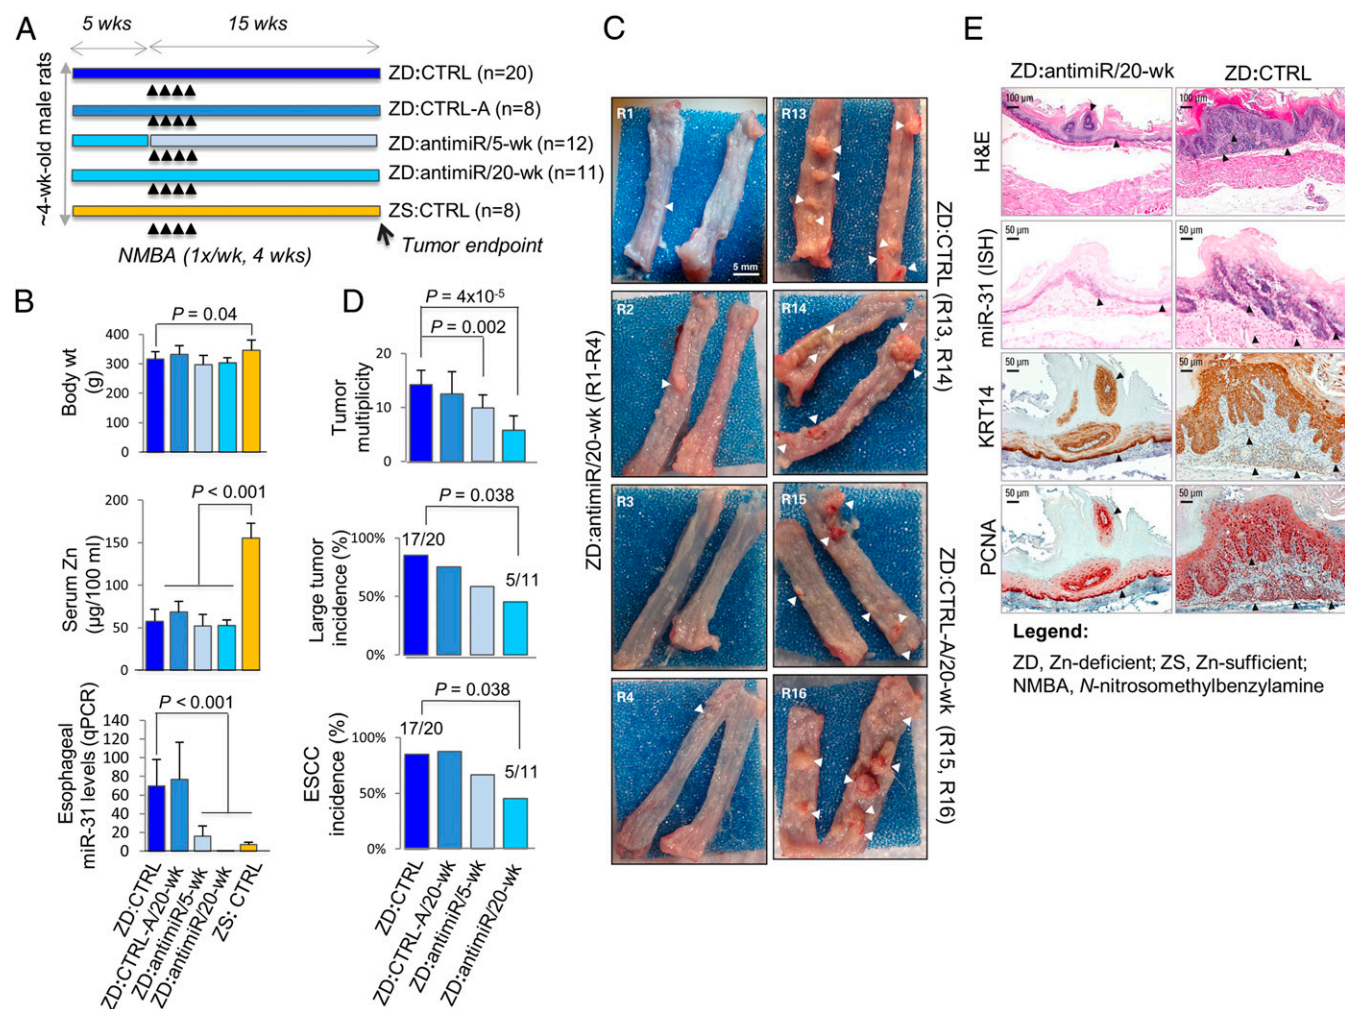 A
5 wks
15 wks
~4-wk-old male rats
ZD:CTRL (n=20)
ZD:CTRL-A (n=8)
ZD:antimiR/5-wk (n=12)
ZD:antimiR/20-wk (n=11)
ZS:CTRL (n=8)
NMBA (1x/wk, 4 wks)
Tumor endpoint
B
P = 0.04
Body wt
(g)
400
300
200
100
0
P < 0.001
Serum Zn
(µg/100 ml)
200
150
100
50
0
P < 0.001
Esophageal
miR-31 levels (qPCR)
140
120
100
80
60
40
20
0
ZD:CTRL
ZD:CTRL-A/20-wk
ZD:antimiR/5-wk
ZD:antimiR/20-wk
ZS: CTRL
D
P = 4x10-5
P = 0.002
Tumor
multiplicity
20
10
0
P = 0.038
Large tumor
incidence (%)
100%
50%
0%
17/20
5/11
P = 0.038
ESCC
incidence (%)
100%
50%
0%
17/20
5/11
ZD:CTRL
ZD:CTRL-A/20-wk
ZD:antimiR/5-wk
ZD:antimiR/20-wk
C
ZD:antimiR/20-wk (R1-R4)
R1
5 mm
R13
R2
R14
R3
R15
R4
R16
ZD:CTRL (R13, R14)
ZD:CTRL-A/20-wk (R15, R16)
E
ZD:antimiR/20-wk
ZD:CTRL
H&E
100 µm
100 µm
miR-31 (ISH)
50 µm
50 µm
KRT14
50 µm
50 µm
PCNA
50 µm
50 µm
Legend:
ZD, Zn-deficient; ZS, Zn-sufficient;
NMBA, N-nitrosomethylbenzylamine